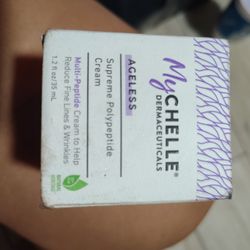 MyCHELLE®
DERMACEUTICALS
AGELESS
Supreme Polypeptide
Cream
Multi-Peptide Cream to Help
Reduce Fine Lines & Wrinkles
1.2 fl oz/35 mL